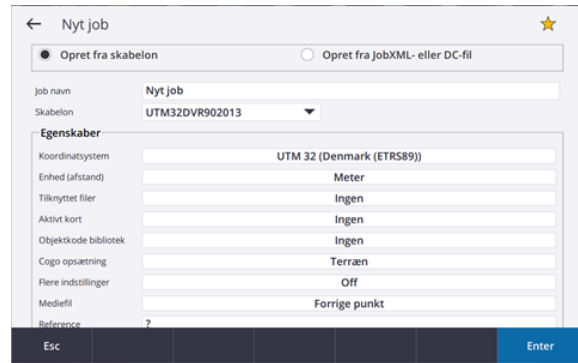 Nyt job
Opret fra skabelon
Opret fra JobXML- eller DC-fil
Job navn Nyt job
Skabelon UTM32DVR902013
Egenskaber
Koordinatsystem UTM 32 (Denmark (ETRS89))
Enhed (afstand) Meter
Tilknyttet filer Ingen
Aktivt kort Ingen
Objektkode bibliotek Ingen
Cogo opsætning Terræn
Flere indstillinger Off
Mediefil Forrige punkt
Reference ?
Esc Enter